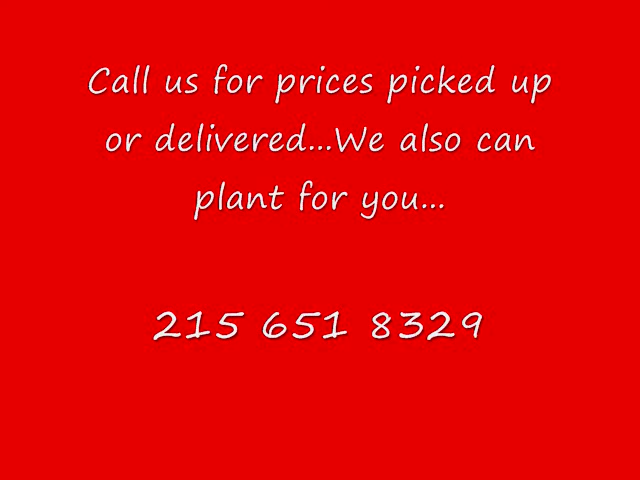 Call us for prices picked up
or delivered...We also can
plant for you...
215 651 8329